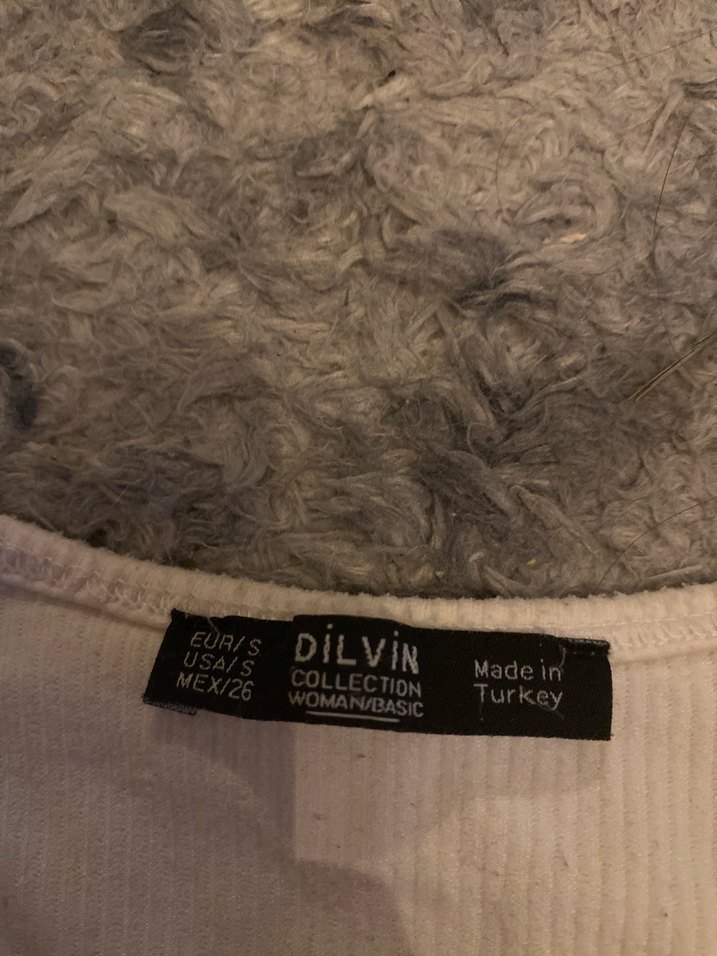 EUR/S
USA/S
MEX/26
DiLViN
COLLECTION
WOMAN/BASIC
Made in
Turkey